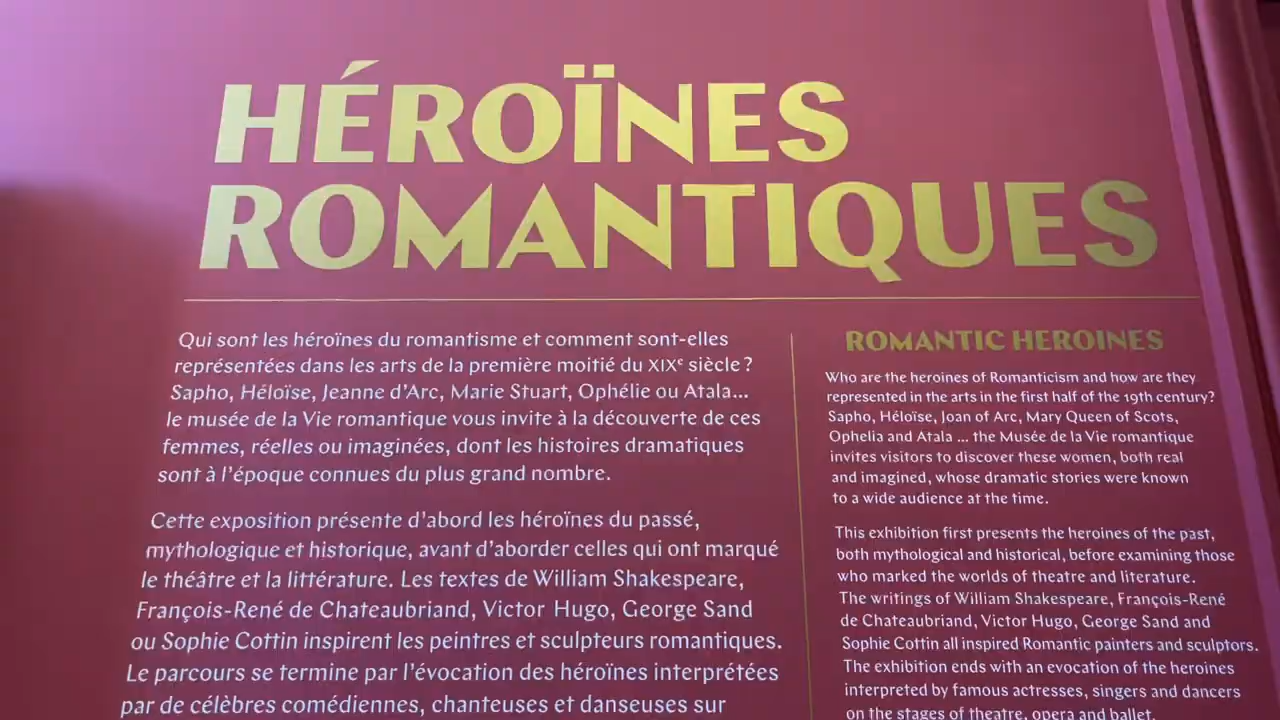 HÉROÏNES
ROMANTIQUES
Qui sont les héroïnes du romantisme et comment sont-elles
représentées dans les arts de la première moitié du XIXe siècle ?
Sapho, Héloïse, Jeanne d'Arc, Marie Stuart, Ophélie ou Atala...
le musée de la Vie romantique vous invite à la découverte de ces
femmes, réelles ou imaginées, dont les histoires dramatiques
sont à l'époque connues du plus grand nombre.
Cette exposition présente d'abord les héroïnes du passé,
mythologique et historique, avant d'aborder celles qui ont marqué
le théâtre et la littérature. Les textes de William Shakespeare,
François-René de Chateaubriand, Victor Hugo, George Sand
ou Sophie Cottin inspirent les peintres et sculpteurs romantiques.
Le parcours se termine par l'évocation des héroïnes interprétées
par de célèbres comédiennes, chanteuses et danseuses sur
ROMANTIC HEROINES
Who are the heroines of Romanticism and how are they
represented in the arts in the first half of the 19th century?
Sapho, Héloïse, Joan of Arc, Mary Queen of Scots,
Ophelia and Atala ... the Musée de la Vie romantique
invites visitors to discover these women, both real
and imagined, whose dramatic stories were known
to a wide audience at the time.
This exhibition first presents the heroines of the past,
both mythological and historical, before examining those
who marked the worlds of theatre and literature.
The writings of William Shakespeare, François-René
de Chateaubriand, Victor Hugo, George Sand and
Sophie Cottin all inspired Romantic painters and sculptors.
The exhibition ends with an evocation of the heroines
interpreted by famous actresses, singers and dancers
on the stages of theatre, opera and ballet.